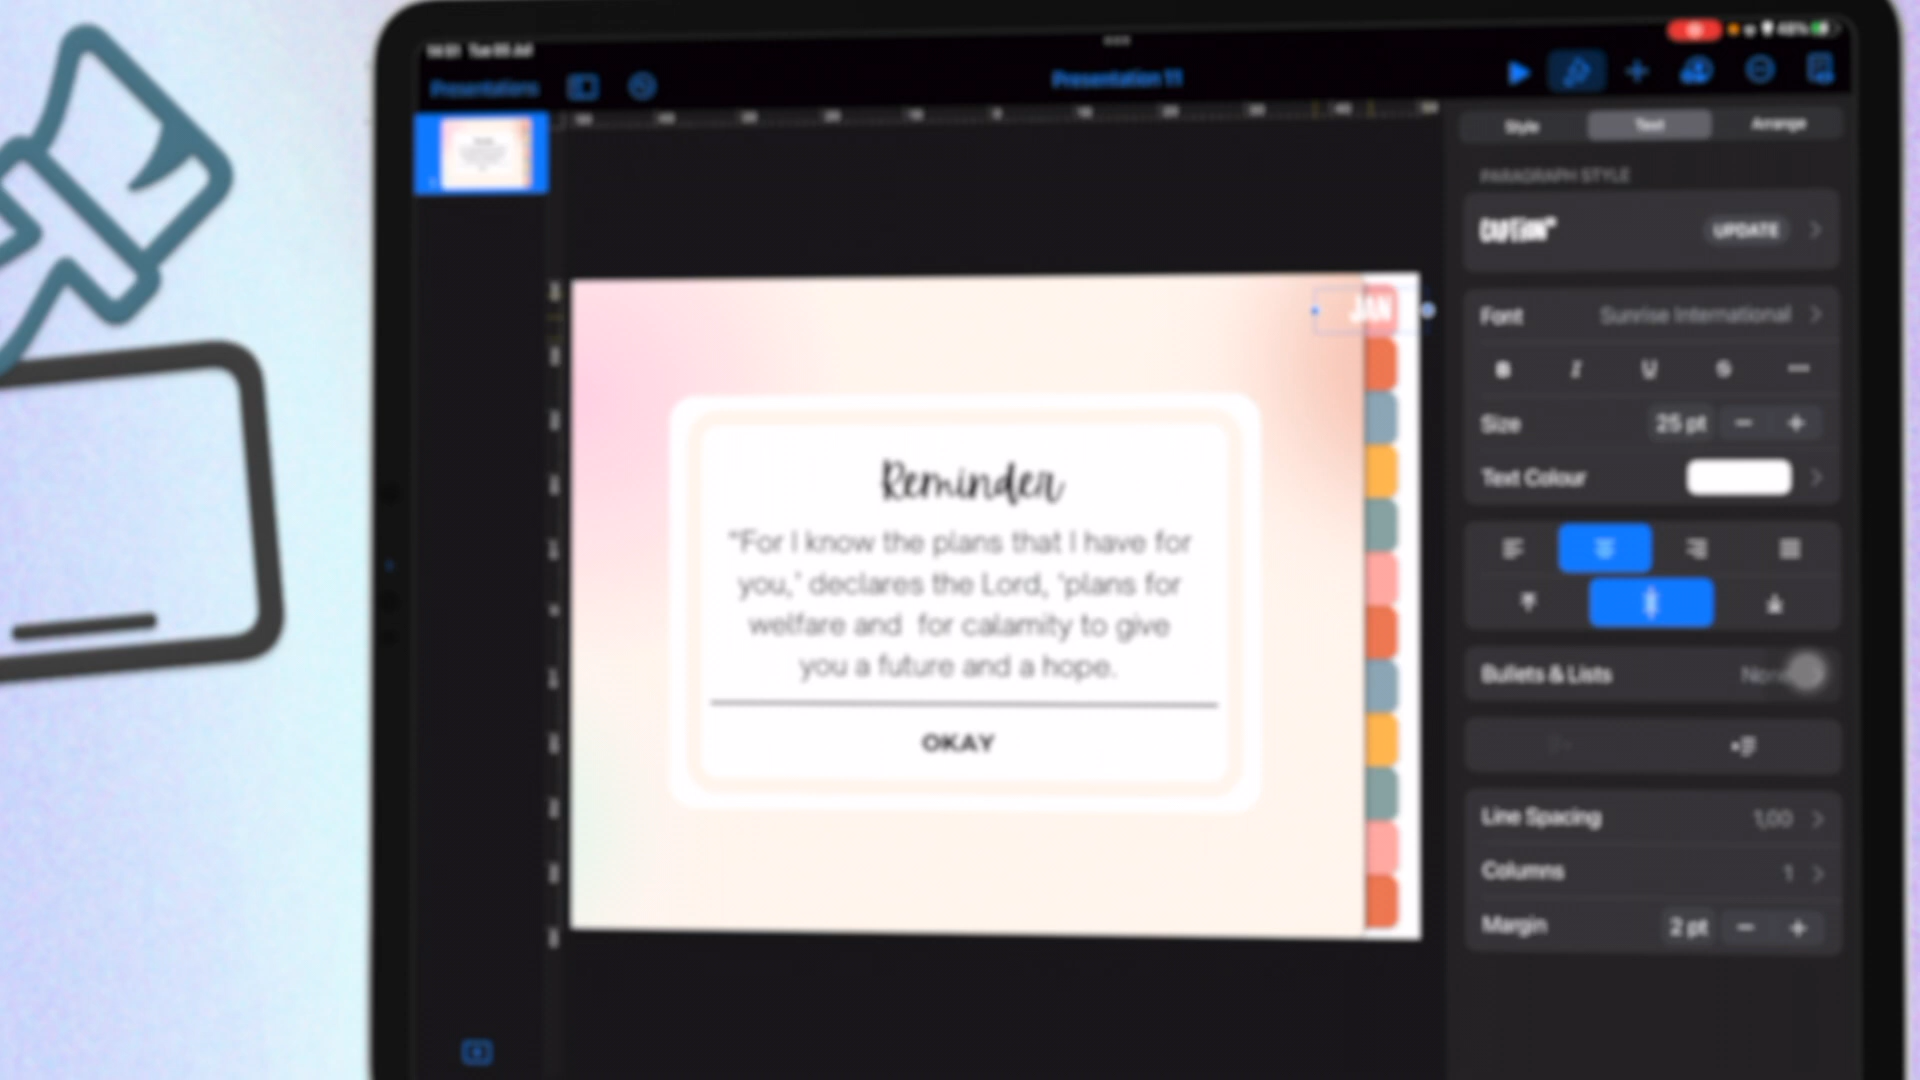 Presentations
Presentation 11
48%
Style
Text
Arrange
PARAGRAPH STYLE
UPDATE
Font
Sunrise International
B
I
U
S
Size
25 pt
Text Colour
Bullets & Lists
None
Line Spacing
1,00
Columns
1
Margin
2 pt
JAN
Reminder
"For I know the plans that I have for
you,' declares the Lord, 'plans for
welfare and for calamity to give
you a future and a hope.
OKAY